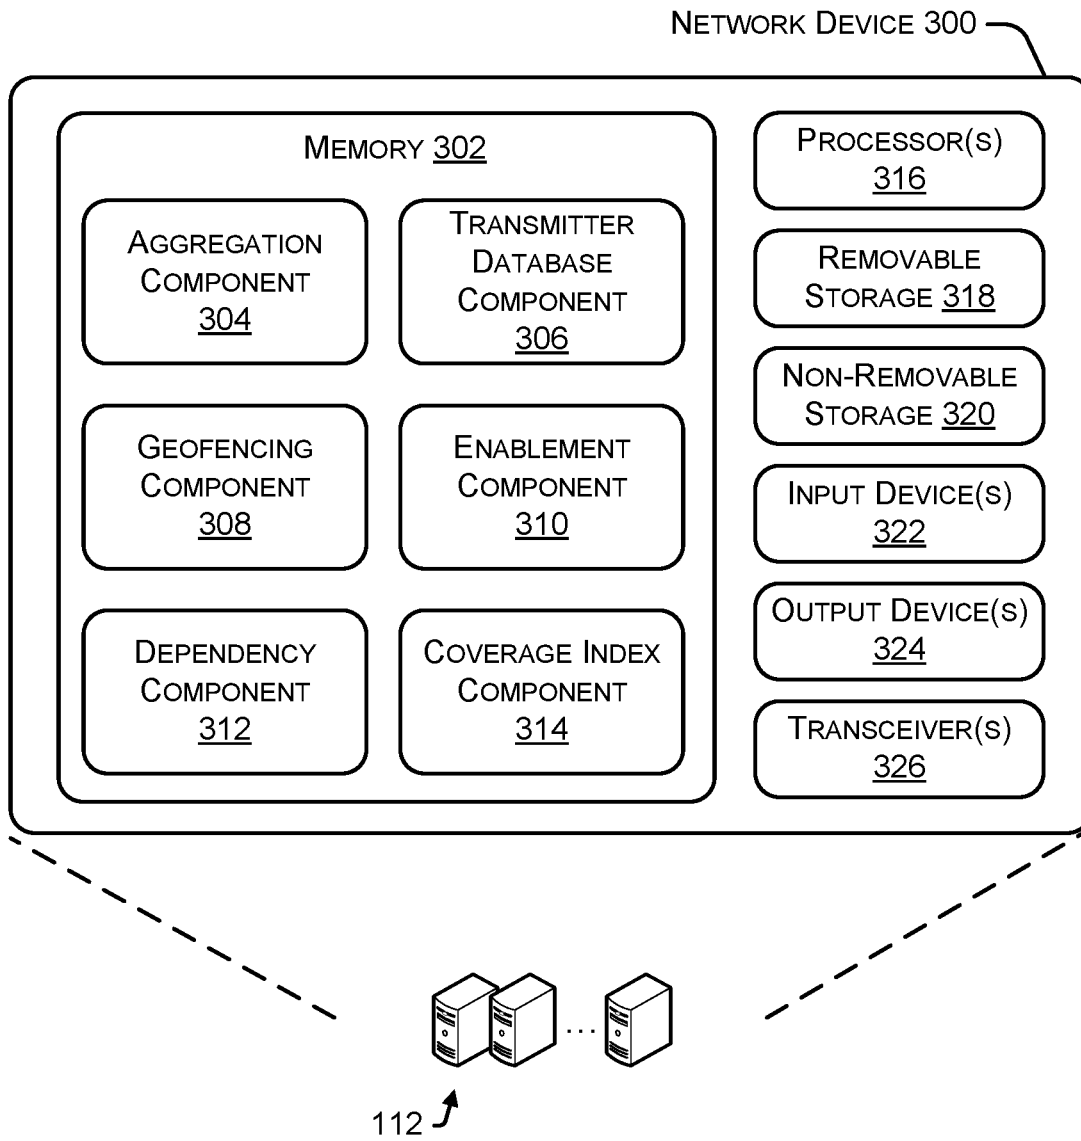 NETWORK DEVICE 300
MEMORY 302
AGGREGATION
COMPONENT
304
TRANSMITTER
DATABASE
COMPONENT
306
GEOFENCING
COMPONENT
308
ENABLEMENT
COMPONENT
310
DEPENDENCY
COMPONENT
312
COVERAGE INDEX
COMPONENT
314
PROCESSOR(S)
316
REMOVABLE
STORAGE 318
NON-REMOVABLE
STORAGE 320
INPUT DEVICE(S)
322
OUTPUT DEVICE(S)
324
TRANSCEIVER(S)
326
...
112